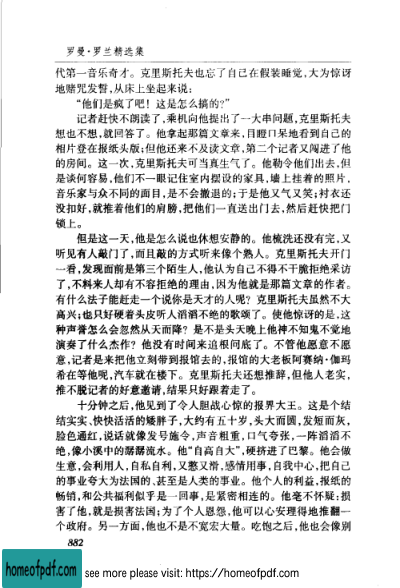 罗曼·罗兰精选集
代第一音乐奇才。克里斯托夫也忘了自己在假装睡觉,大为惊讶
地赌咒发誓,从床上坐起来说:
“他们是疯了吧!这是怎么搞的?”
记者赶快不朗读了,乘机向他提出了一大串问题,克里斯托夫
想也不想,就回答了。他拿起那篇文章来,目瞪口呆地看到自己的
相片登在报纸头版;但他还来不及读文章,第二个记者又闯进了他
的房间。这一次,克里斯托夫可当真生气了。他勒令他们出去,但
是谈何容易,他们不一眼记住室内摆设的家具,墙上挂着的照片,
音乐家与众不同的面目,是不会撤退的;于是他又气又笑;衬衣还
没扣好,就推着他们的肩膀,把他们一直送出门去,然后赶快把门
锁上。
但是这一天,他是怎么说也休想安静的。他梳洗还没有完,又
听见有人敲门了,而且敲的方式听来像个熟人。克里斯托夫开门
一看,发现面前是第三个陌生人,他认为自己不得不干脆拒绝采访
了,不料来人却有不容拒绝的理由,因为他就是那篇文章的作者。
有什么法子能赶走一个说你是天才的人呢?克里斯托夫虽然不大
高兴;也只好硬着头皮听人滔滔不绝的歌颂了。使他惊讶的是,这
种声誉怎么会忽然从天而降?是不是头天晚上他神不知鬼不觉地
演奏了什么杰作?他没有时间来追根问底了。不管他愿意不愿
意,记者是来把他立刻带到报馆去的,报馆的大老板阿赛纳·伽玛
希在等他呢,汽车就在楼下。克里斯托夫还想推辞,但他人老实,
推不脱记者的好意邀请,结果只好跟着走了。
十分钟之后,他见到了令人胆战心惊的报界大王。这是个结
结实实、快快活活的矮胖子,大约有五十岁,头大而圆,发短而灰,
脸色通红,说话就像发号施令,声音粗重,口气夸张,一阵滔滔不
绝,像小溪中的潺潺流水。他“自高自大”,硬挤进了巴黎。他会做
生意,会利用人,自私自利,又憨又滑,感情用事,自我中心,把自己
的事业夸大为法国的、甚至是人类的事业。他个人的利益,报纸的
畅销,和公共福利似乎是一回事,是紧密相连的。他毫不怀疑:损
害了他,就是损害法国;为了个人恩怨,他可以心安理得地推翻一
个政府。另一方面,他也不是不宽宏大量。吃饱之后,他也会像别
882
homeofpdf.com
see more please visit: https://homeofpdf.com